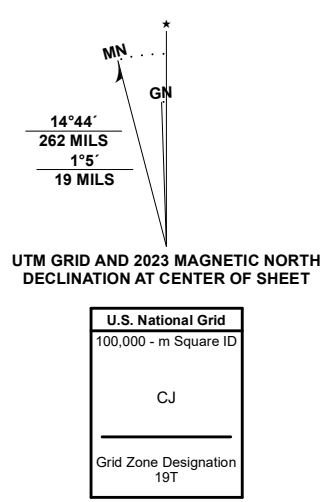 ★
MN
GN
14°44´
262 MILS
1°5´
19 MILS
UTM GRID AND 2023 MAGNETIC NORTH
DECLINATION AT CENTER OF SHEET
U.S. National Grid
100,000 - m Square ID
CJ
Grid Zone Designation
19T